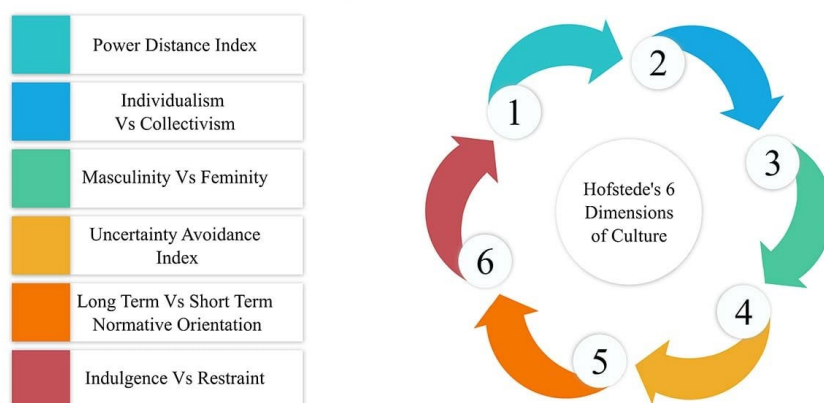 Power Distance Index
Individualism
Vs Collectivism
Masculinity Vs Feminity
Uncertainty Avoidance
Index
Long Term Vs Short Term
Normative Orientation
Indulgence Vs Restraint
1
2
3
4
5
6
Hofstede's 6
Dimensions
of Culture